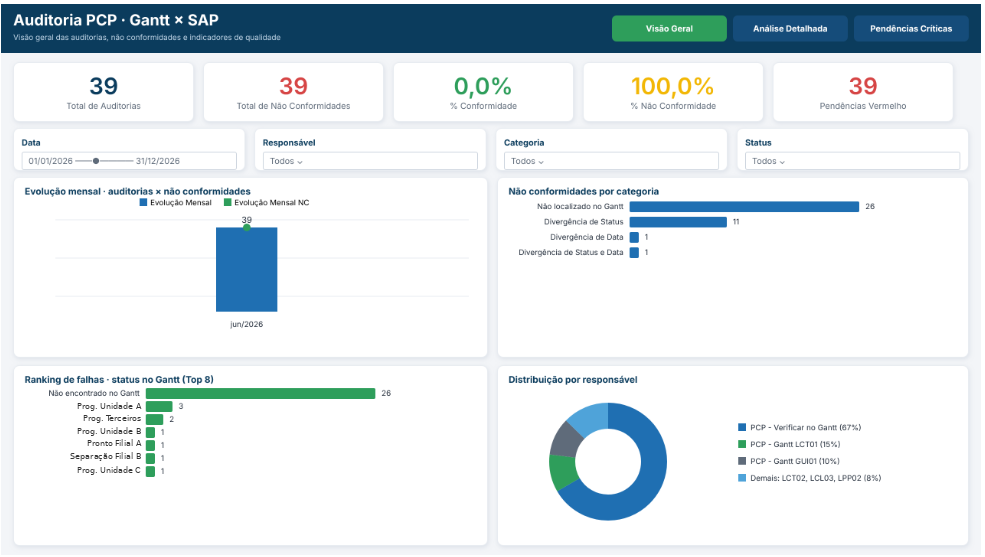 Auditoria PCP · Gantt × SAP
Visão geral das auditorias, não conformidades e indicadores de qualidade
Visão Geral
Análise Detalhada
Pendências Críticas
39
Total de Auditorias
39
Total de Não Conformidades
0,0%
% Conformidade
100,0%
% Não Conformidade
39
Pendências Vermelho
Data
01/01/2026
31/12/2026
Responsável
Todos
Categoria
Todos
Status
Todos
Evolução mensal · auditorias × não conformidades
Evolução Mensal
Evolução Mensal NC
39
jun/2026
Não conformidades por categoria
Não localizado no Gantt 26
Divergência de Status 11
Divergência de Data 1
Divergência de Status e Data 1
Ranking de falhas · status no Gantt (Top 8)
Não encontrado no Gantt 26
Prog. Unidade A 3
Prog. Terceiros 2
Prog. Unidade B 1
Pronto Filial A 1
Separação Filial B 1
Prog. Unidade C 1
Distribuição por responsável
PCP - Verificar no Gantt (67%)
PCP - Gantt LCT01 (15%)
PCP - Gantt GUI01 (10%)
Demais: LCT02, LCL03, LPP02 (8%)